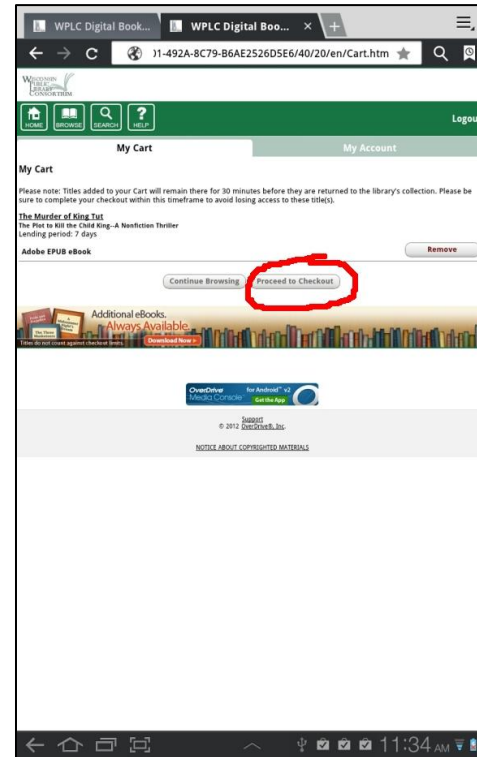 WPLC Digital Book...
WPLC Digital Boo...
)1-492A-8C79-B6AE2526D5E6/40/20/en/Cart.htm
WISCONSIN
PUBLIC
LIBRARY
CONSORTIUM
HOME
BROWSE
SEARCH
HELP
Logou
My Cart
My Account
My Cart
Please note: Titles added to your Cart will remain there for 30 minutes before they are returned to the library's collection. Please be
sure to complete your checkout within this timeframe to avoid losing access to these title(s).
The Murder of King Tut
The Plot to Kill the Child King--A Nonfiction Thriller
Lending period: 7 days
Adobe EPUB eBook
Remove
Continue Browsing
Proceed to Checkout
Additional eBooks.
Always Available.
Download Now >
Titles do not count against checkout limits.
OverDrive
Media Console
for Android™ v2
Get the App
Support
© 2012 OverDrive®, Inc.
NOTICE ABOUT COPYRIGHTED MATERIALS
11:34 AM